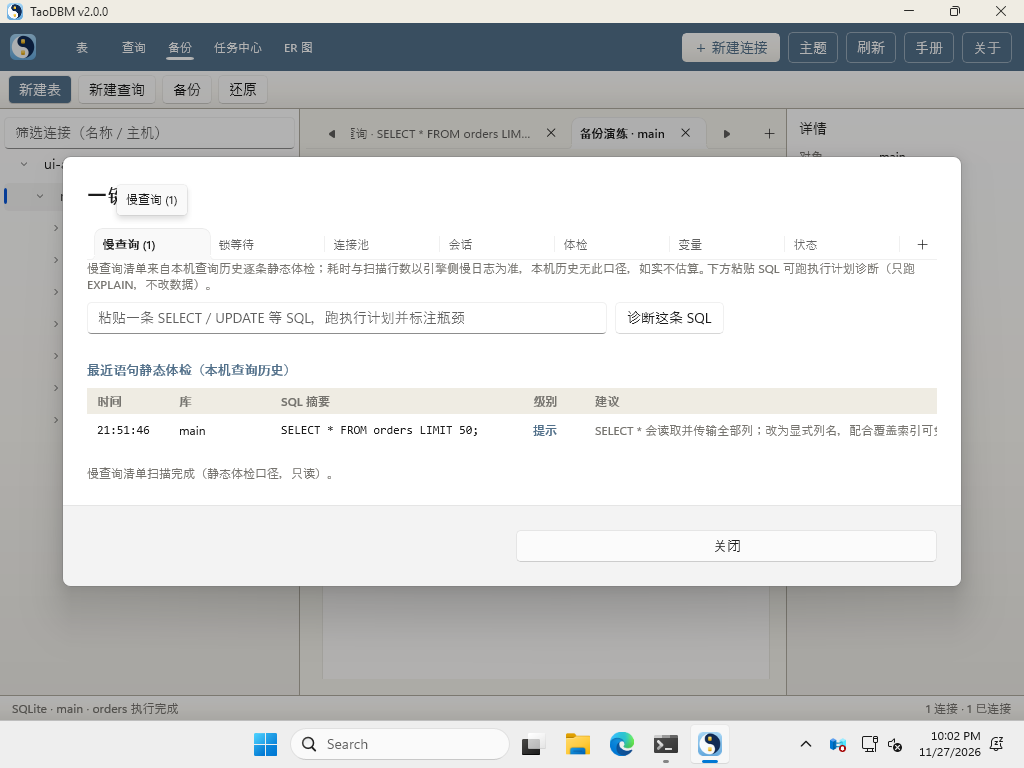 TaoDBM v2.0.0
表 查询 备份 任务中心 ER 图 + 新建连接 主题 刷新 手册 关于
新建表 新建查询 备份 还原
筛选连接（名称 / 主机）
询 · SELECT * FROM orders LIM... 备份演练 · main
详情
main
ui-
一
慢查询 (1)
慢查询 (1) 锁等待 连接池 会话 体检 变量 状态
慢查询清单来自本机查询历史逐条静态体检；耗时与扫描行数以引擎侧慢日志为准，本机历史无此口径，如实不估算。下方粘贴 SQL 可跑执行计划诊断（只跑
EXPLAIN，不改数据）。
粘贴一条 SELECT / UPDATE 等 SQL，跑执行计划并标注瓶颈 诊断这条 SQL
最近语句静态体检（本机查询历史）
时间 库 SQL 摘要 级别 建议
21:51:46 main SELECT * FROM orders LIMIT 50; 提示 SELECT * 会读取并传输全部列；改为显式列名，配合覆盖索引可
慢查询清单扫描完成（静态体检口径，只读）。
关闭
SQLite · main · orders 执行完成 1 连接 · 1 已连接
Search
10:02 PM
11/27/2026